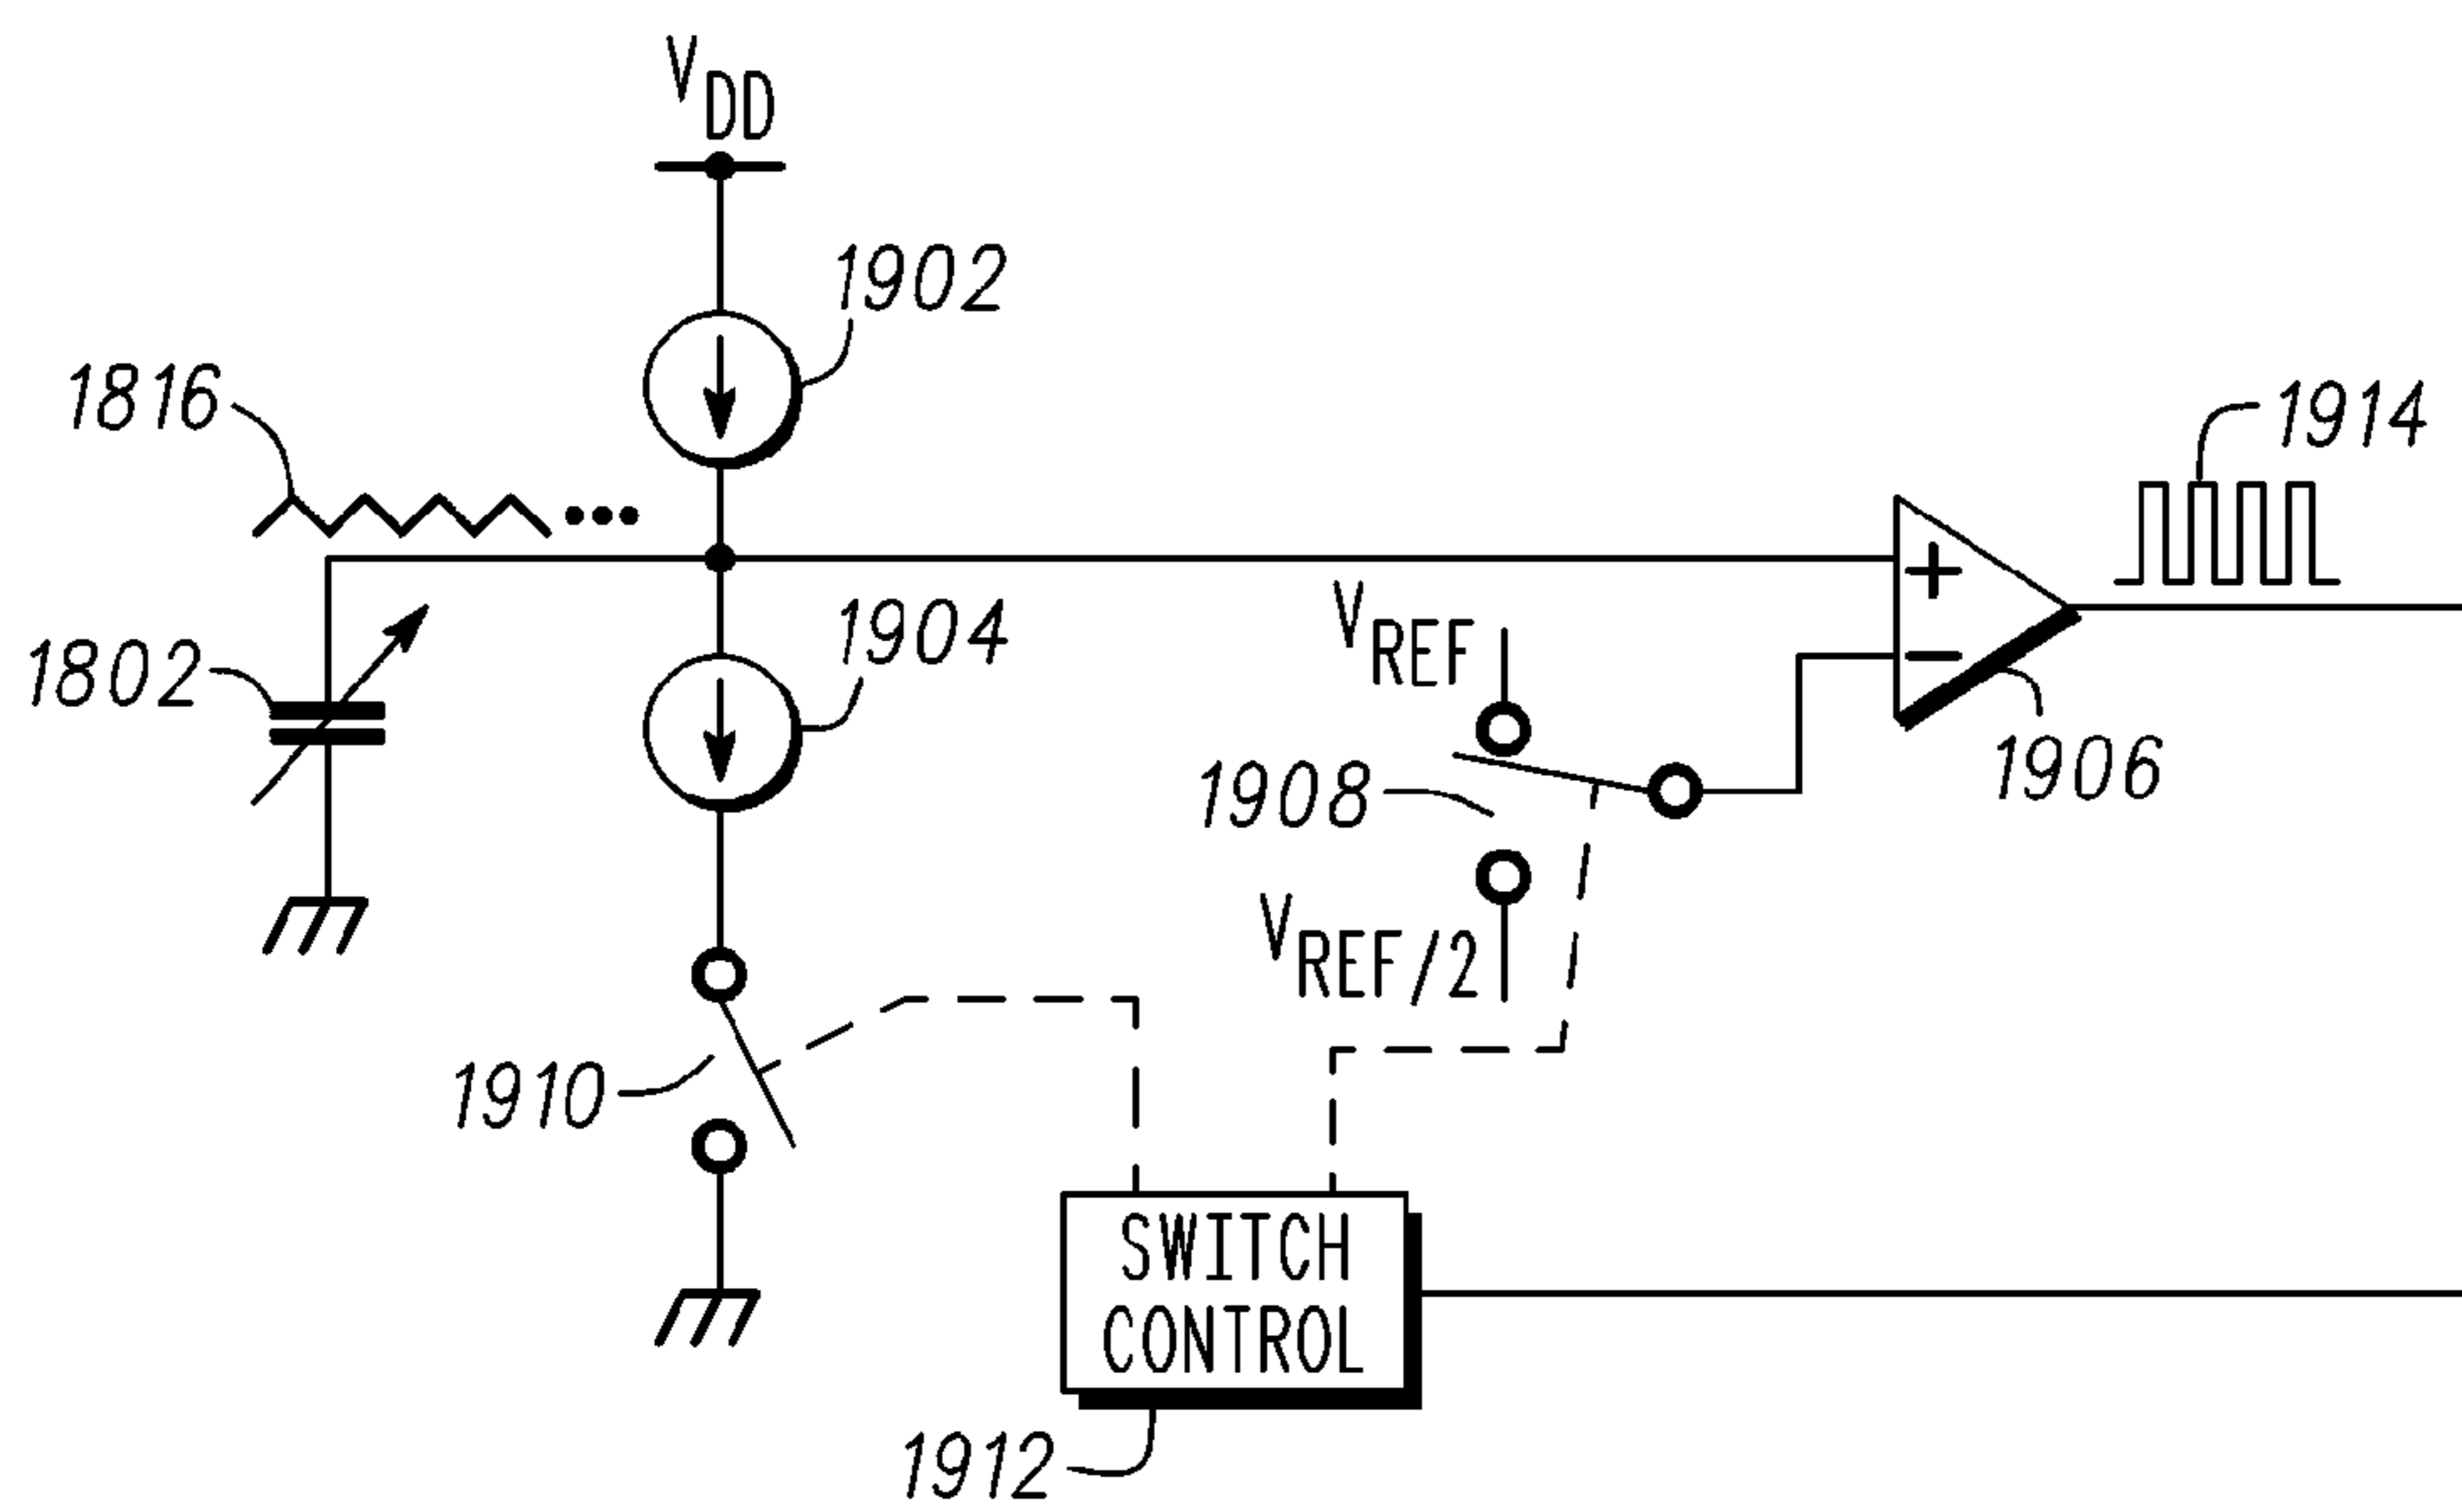 VDD
1902
1816
1914
1904
VREF
1802
1906
1908
VREF/2
1910
SWITCH
CONTROL
1912